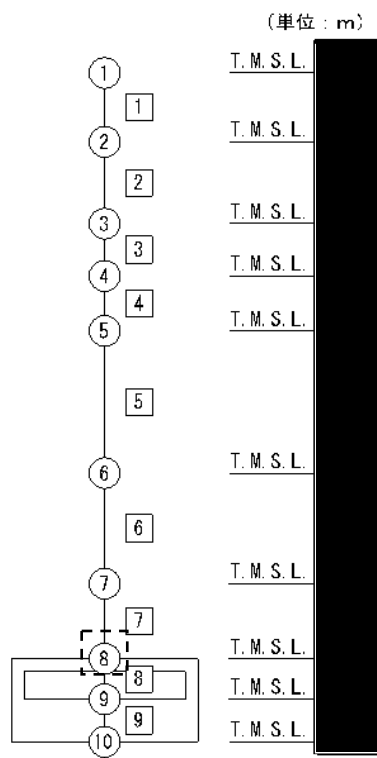 (単位:m)
① T. M. S. L.
1
② T. M. S. L.
2
③ T. M. S. L.
3
④ T. M. S. L.
4
⑤ T. M. S. L.
5
⑥ T. M. S. L.
6
⑦ T. M. S. L.
7
⑧ T. M. S. L.
8
⑨ T. M. S. L.
9
⑩ T. M. S. L.